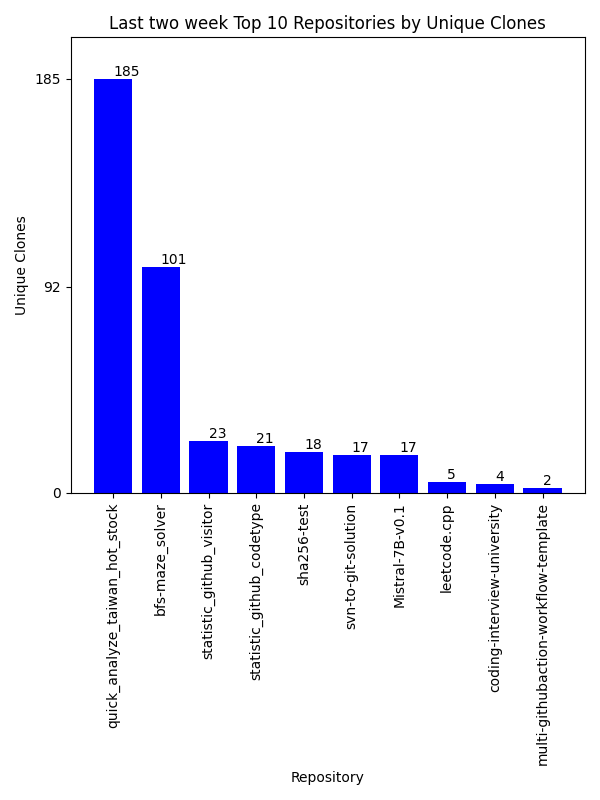 Last two week Top 10 Repositories by Unique Clones
Unique Clones
185
92
0
185
101
23
21
18
17
17
5
4
2
quick_analyze_taiwan_hot_stock
bfs-maze_solver
statistic_github_visitor
statistic_github_codetype
sha256-test
svn-to-git-solution
Mistral-7B-v0.1
leetcode.cpp
coding-interview-university
multi-githubaction-workflow-template
Repository